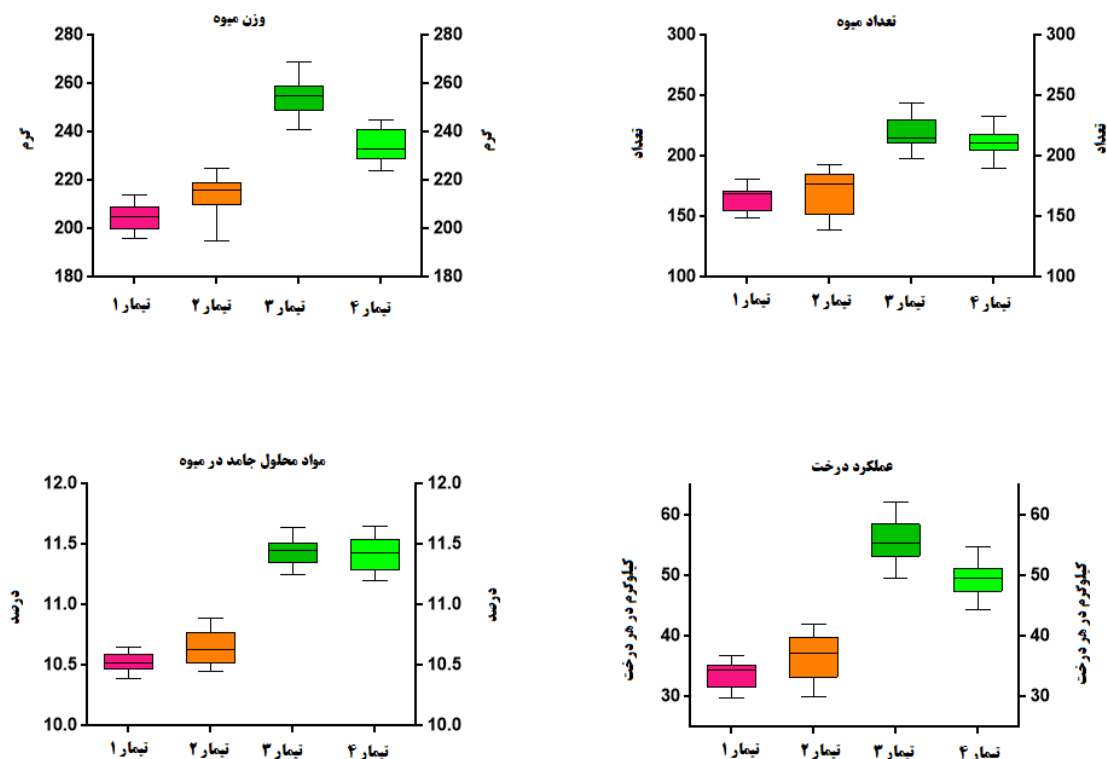 وزن میوه
280
260
240
220
200
180
گرم
280
260
240
220
200
180
گرم
تیمار ۱
تیمار ۲
تیمار ۳
تیمار ۴
تعداد میوه
300
250
200
150
100
تعداد
300
250
200
150
100
تعداد
تیمار ۱
تیمار ۲
تیمار ۳
تیمار ۴
مواد محلول جامد در میوه
12.0
11.5
11.0
10.5
10.0
درصد
12.0
11.5
11.0
10.5
10.0
درصد
تیمار ۱
تیمار ۲
تیمار ۳
تیمار ۴
عملکرد درخت
60
50
40
30
کیلوگرم در هر درخت
60
50
40
30
کیلوگرم در هر درخت
تیمار ۱
تیمار ۲
تیمار ۳
تیمار ۴